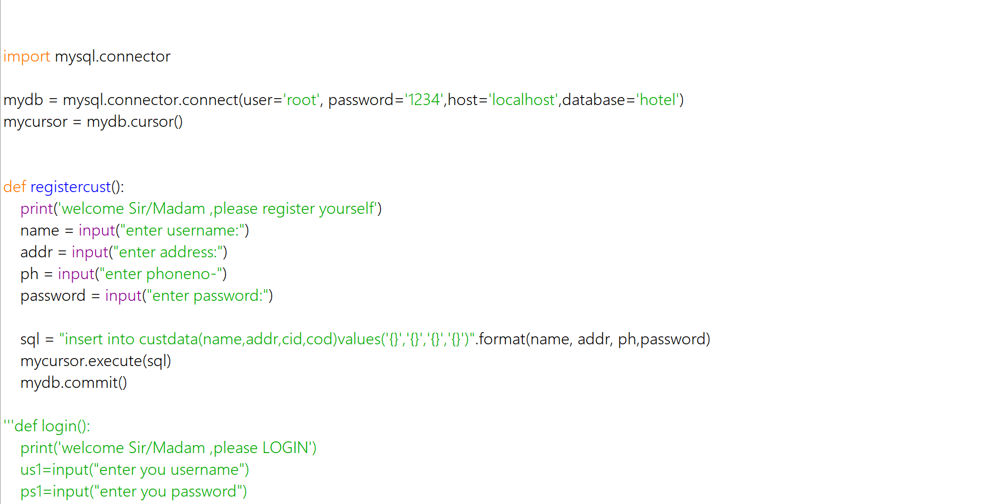 import mysql.connector
mydb = mysql.connector.connect(user='root', password='1234',host='localhost',database='hotel')
mycursor = mydb.cursor()
def registercust():
    print('welcome Sir/Madam ,please register yourself')
    name = input("enter username:")
    addr = input("enter address:")
    ph = input("enter phoneno-")
    password = input("enter password:")
    sql = "insert into custdata(name,addr,cid,cod)values('{}','{}','{}','{}')".format(name, addr, ph,password)
    mycursor.execute(sql)
    mydb.commit()
'''def login():
    print('welcome Sir/Madam ,please LOGIN')
    us1=input("enter you username")
    ps1=input("enter you password")